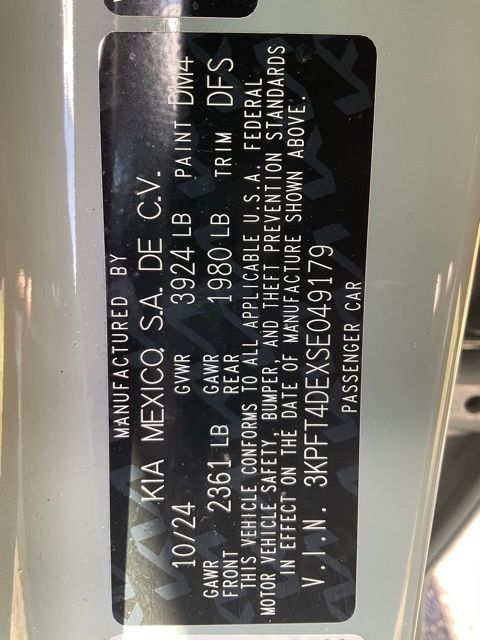 MANUFACTURED BY
KIA MEXICO, S.A. DE C.V.
10/24 GVWR 3924 LB PAINT DM4
GAWR FRONT 2361 LB GAWR REAR 1980 LB TRIM DFS
THIS VEHICLE CONFORMS TO ALL APPLICABLE U.S.A. FEDERAL
MOTOR VEHICLE SAFETY, BUMPER, AND THEFT PREVENTION STANDARDS
IN EFFECT ON THE DATE OF MANUFACTURE SHOWN ABOVE.
V.I.N. 3KPFT4DEXSE049179
PASSENGER CAR